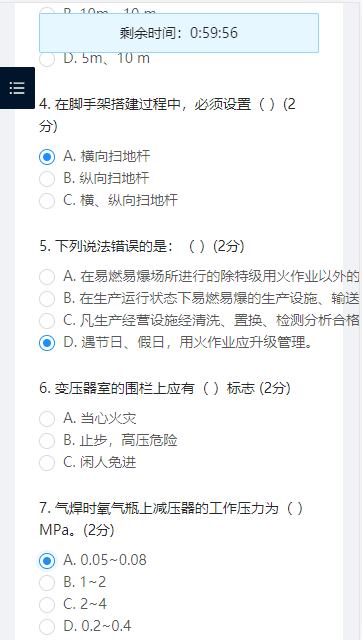 剩余时间：0:59:56
D. 5m、10 m
4. 在脚手架搭建过程中，必须设置（ ）(2
分)
A. 横向扫地杆
B. 纵向扫地杆
C. 横、纵向扫地杆
5. 下列说法错误的是：（ ）(2分)
A. 在易燃易爆场所进行的除特级用火作业以外的
B. 在生产运行状态下易燃易爆的生产设施、输送
C. 凡生产经营设施经清洗、置换、检测分析合格
D. 遇节日、假日，用火作业应升级管理。
6. 变压器室的围栏上应有（ ）标志 (2分)
A. 当心火灾
B. 止步，高压危险
C. 闲人免进
7. 气焊时氧气瓶上减压器的工作压力为（ ）
MPa。(2分)
A. 0.05~0.08
B. 1~2
C. 2~4
D. 0.2~0.4